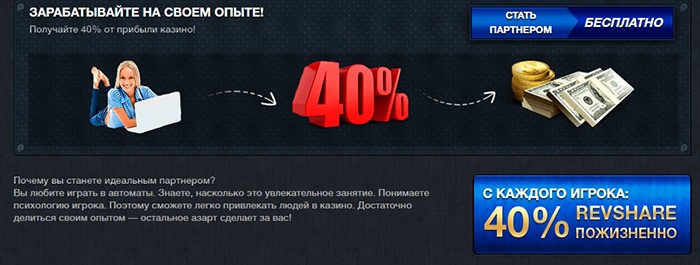 ЗАРАБАТЫВАЙТЕ НА СВОЕМ ОПЫТЕ!
Получайте 40% от прибыли казино!
СТАТЬ
ПАРТНЕРОМ
БЕСПЛАТНО
40%
Почему вы станете идеальным партнером?
Вы любите играть в автоматы. Знаете, насколько это увлекательное занятие. Понимаете
психологию игрока. Поэтому сможете легко привлекать людей в казино. Достаточно
делиться своим опытом — остальное азарт сделает за вас!
С КАЖДОГО ИГРОКА:
40% REVSHARE
ПОЖИЗНЕННО